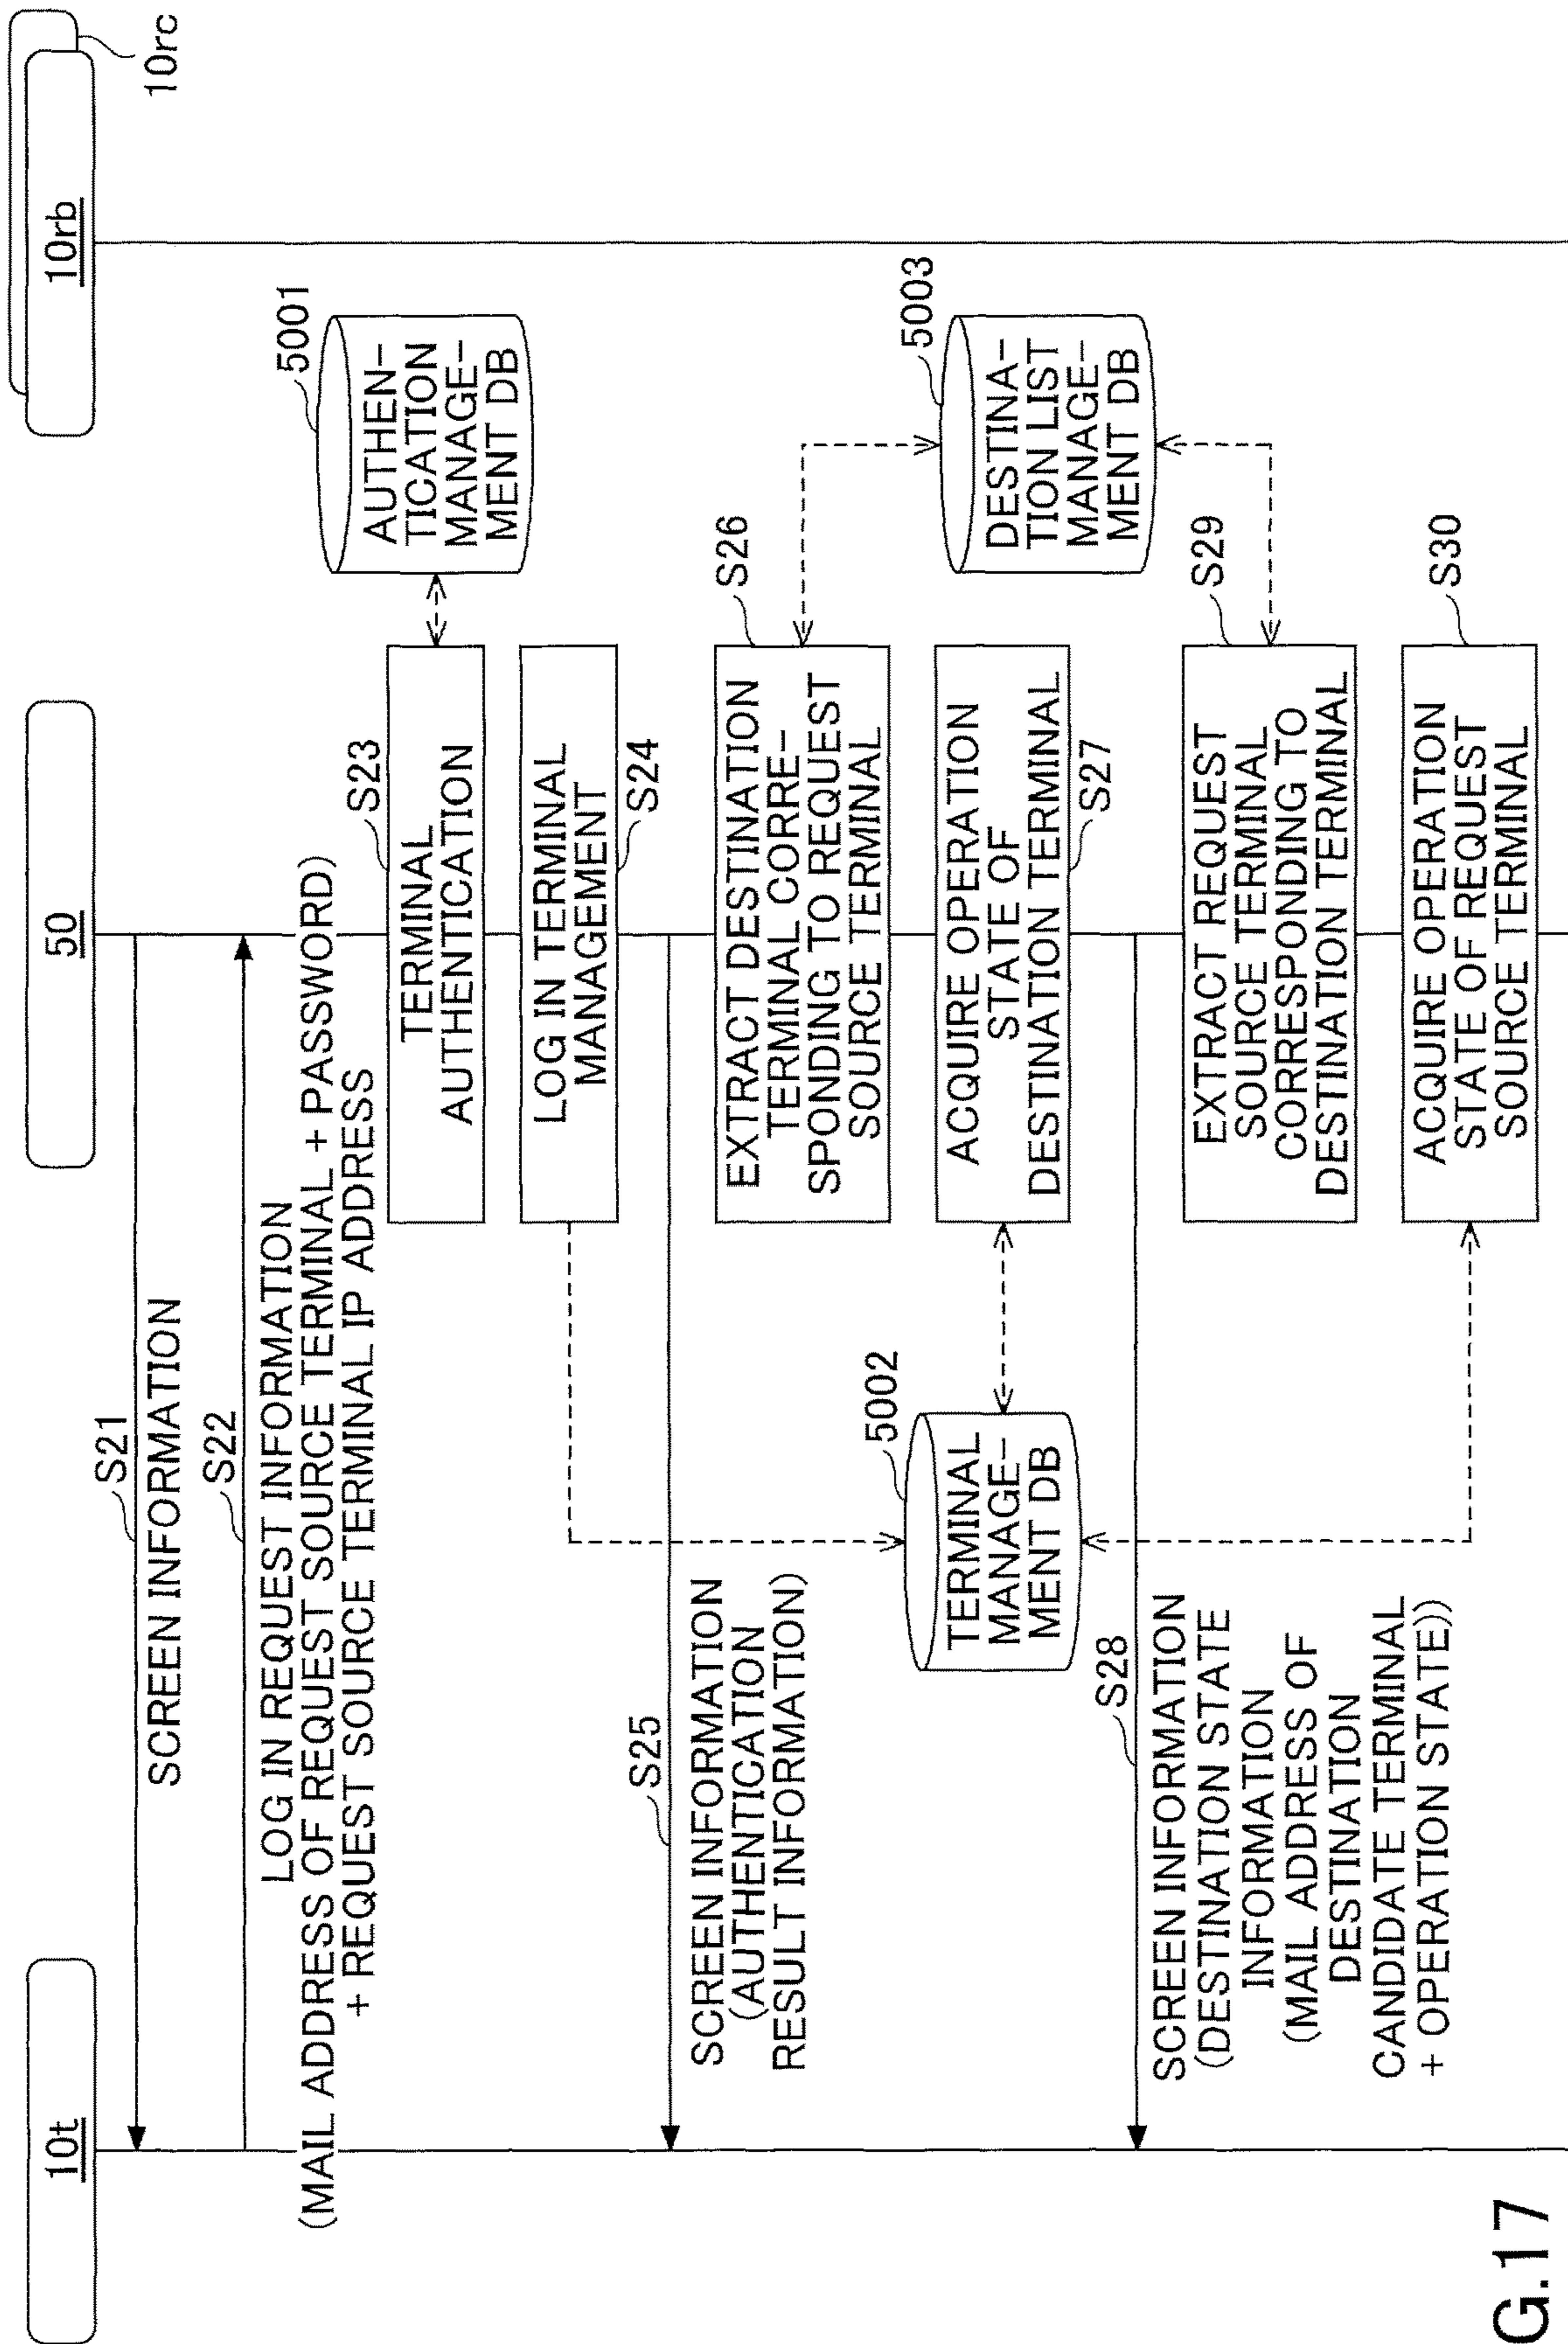 10t
50
10rb
10rc
S21
SCREEN INFORMATION
S22
LOG IN REQUEST INFORMATION
(MAIL ADDRESS OF REQUEST SOURCE TERMINAL + PASSWORD)
+ REQUEST SOURCE TERMINAL IP ADDRESS
S23
TERMINAL
AUTHENTICATION
5001
AUTHEN-
TICATION
MANAGE-
MENT DB
LOG IN TERMINAL
MANAGEMENT
S24
S25
SCREEN INFORMATION
(AUTHENTICATION
RESULT INFORMATION)
S26
EXTRACT DESTINATION
TERMINAL CORRE-
SPONDING TO REQUEST
SOURCE TERMINAL
5002
TERMINAL
MANAGE-
MENT DB
ACQUIRE OPERATION
STATE OF
DESTINATION TERMINAL
S27
5003
DESTINA-
TION LIST
MANAGE-
MENT DB
S28
SCREEN INFORMATION
(DESTINATION STATE
INFORMATION
(MAIL ADDRESS OF
DESTINATION
CANDIDATE TERMINAL
+ OPERATION STATE))
S29
EXTRACT REQUEST
SOURCE TERMINAL
CORRESPONDING TO
DESTINATION TERMINAL
S30
ACQUIRE OPERATION
STATE OF REQUEST
SOURCE TERMINAL
G.17